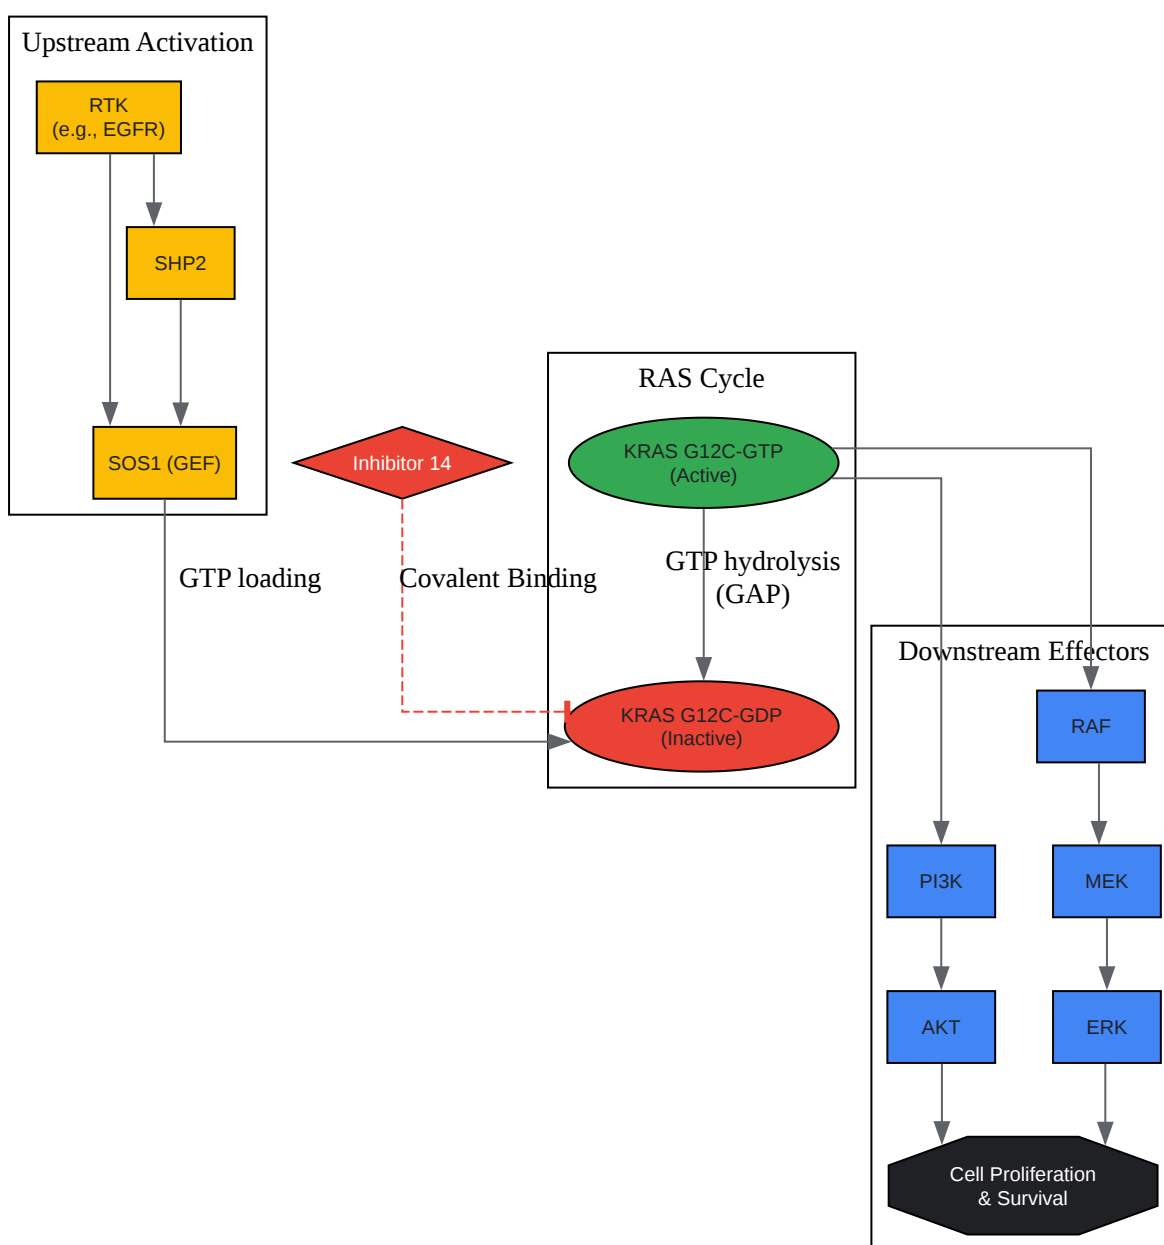 Upstream Activation
RTK
(e.g., EGFR)
SHP2
SOS1 (GEF)
Inhibitor 14
RAS Cycle
KRAS G12C-GTP
(Active)
GTP loading
Covalent Binding
GTP hydrolysis
(GAP)
KRAS G12C-GDP
(Inactive)
Downstream Effectors
RAF
PI3K
MEK
AKT
ERK
Cell Proliferation
& Survival